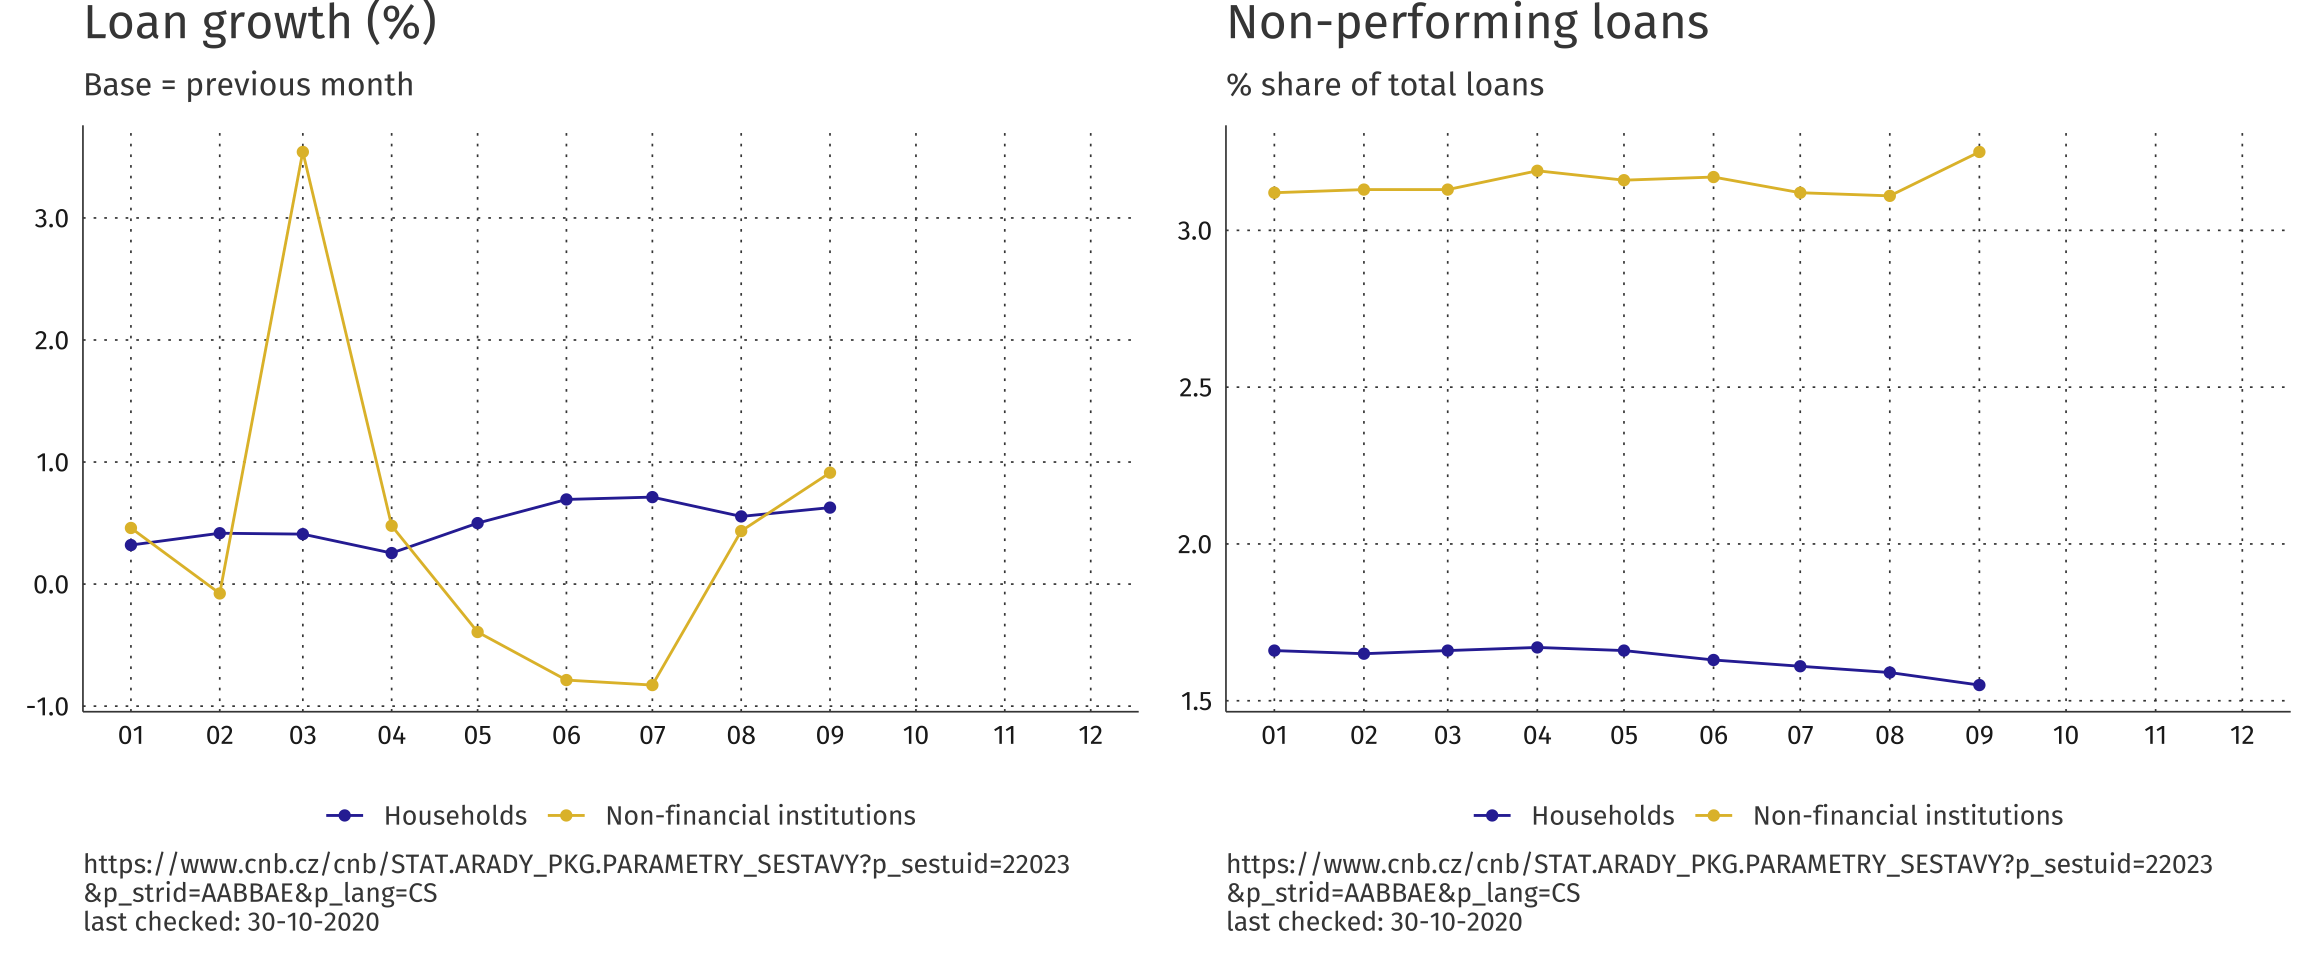 Loan growth (%)
Base = previous month
3.0
2.0
1.0
0.0
-1.0
01 02 03 04 05 06 07 08 09 10 11 12
Households Non-financial institutions
https://www.cnb.cz/cnb/STAT.ARADY_PKG.PARAMETRY_SESTAVY?p_sestuid=22023
&p_strid=AABBAE&p_lang=CS
last checked: 30-10-2020
Non-performing loans
% share of total loans
3.0
2.5
2.0
1.5
01 02 03 04 05 06 07 08 09 10 11 12
Households Non-financial institutions
https://www.cnb.cz/cnb/STAT.ARADY_PKG.PARAMETRY_SESTAVY?p_sestuid=22023
&p_strid=AABBAE&p_lang=CS
last checked: 30-10-2020